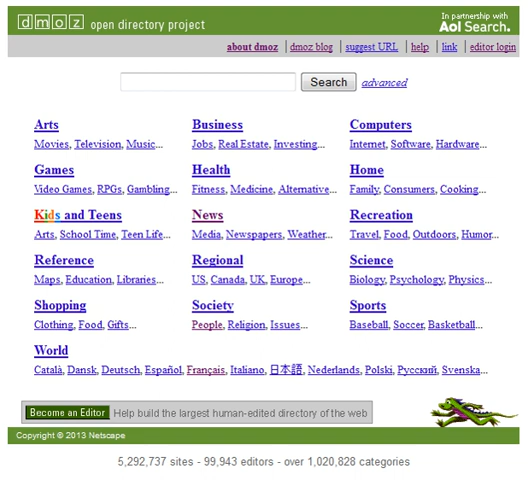 dmoz open directory project
In partnership with
Aol Search.
about dmoz | dmoz blog | suggest URL | help | link | editor login
Search advanced
Arts Business Computers
Movies, Television, Music... Jobs, Real Estate, Investing... Internet, Software, Hardware...
Games Health Home
Video Games, RPGs, Gambling... Fitness, Medicine, Alternative... Family, Consumers, Cooking...
Kids and Teens News Recreation
Arts, School Time, Teen Life... Media, Newspapers, Weather... Travel, Food, Outdoors, Humor...
Reference Regional Science
Maps, Education, Libraries... US, Canada, UK, Europe... Biology, Psychology, Physics...
Shopping Society Sports
Clothing, Food, Gifts... People, Religion, Issues... Baseball, Soccer, Basketball...
World
Català, Dansk, Deutsch, Español, Français, Italiano, 日本語, Nederlands, Polski, Русский, Svenska...
Become an Editor Help build the largest human-edited directory of the web
Copyright © 2013 Netscape
5,292,737 sites - 99,943 editors - over 1,020,828 categories